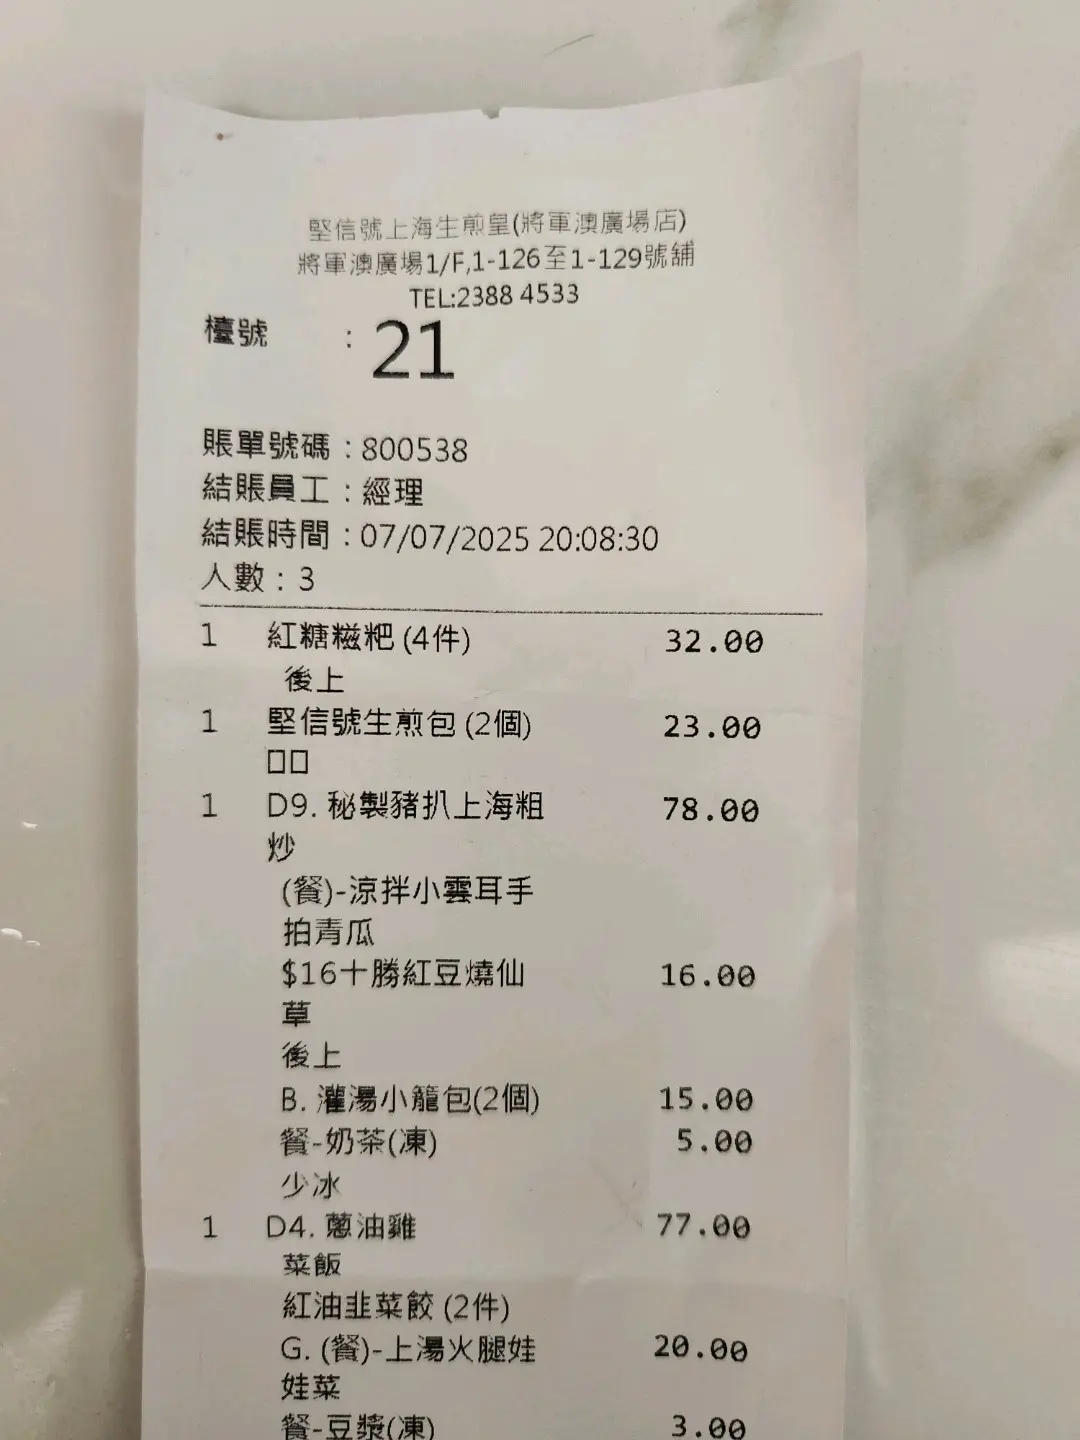 堅信號上海生煎皇(將軍澳廣場店)
將軍澳廣場1/F,1-126至1-129號舖
TEL:2388 4533
檯號 : 21
賬單號碼 : 800538
結賬員工 : 經理
結賬時間 : 07/07/2025 20:08:30
人數 : 3
1 紅糖糍粑 (4件) 32.00
後上
1 堅信號生煎包 (2個) 23.00
□□
1 D9. 秘製豬扒上海粗 78.00
炒
(餐)-涼拌小雲耳手
拍青瓜
$16十勝紅豆燒仙 16.00
草
後上
B. 灌湯小籠包(2個) 15.00
餐-奶茶(凍) 5.00
少冰
1 D4. 蔥油雞 77.00
菜飯
紅油韭菜餃 (2件)
G. (餐)-上湯火腿娃 20.00
娃菜
餐-豆漿(凍) 3.00